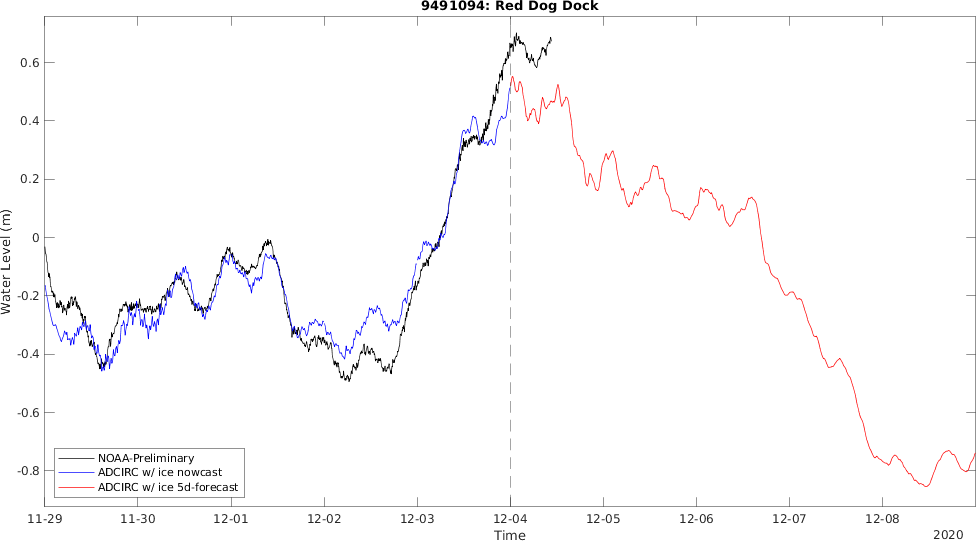 9491094: Red Dog Dock
Water Level (m)
0.6
0.4
0.2
0
-0.2
-0.4
-0.6
-0.8
NOAA-Preliminary
ADCIRC w/ ice nowcast
ADCIRC w/ ice 5d-forecast
11-29 11-30 12-01 12-02 12-03 12-04 12-05 12-06 12-07 12-08
Time
2020